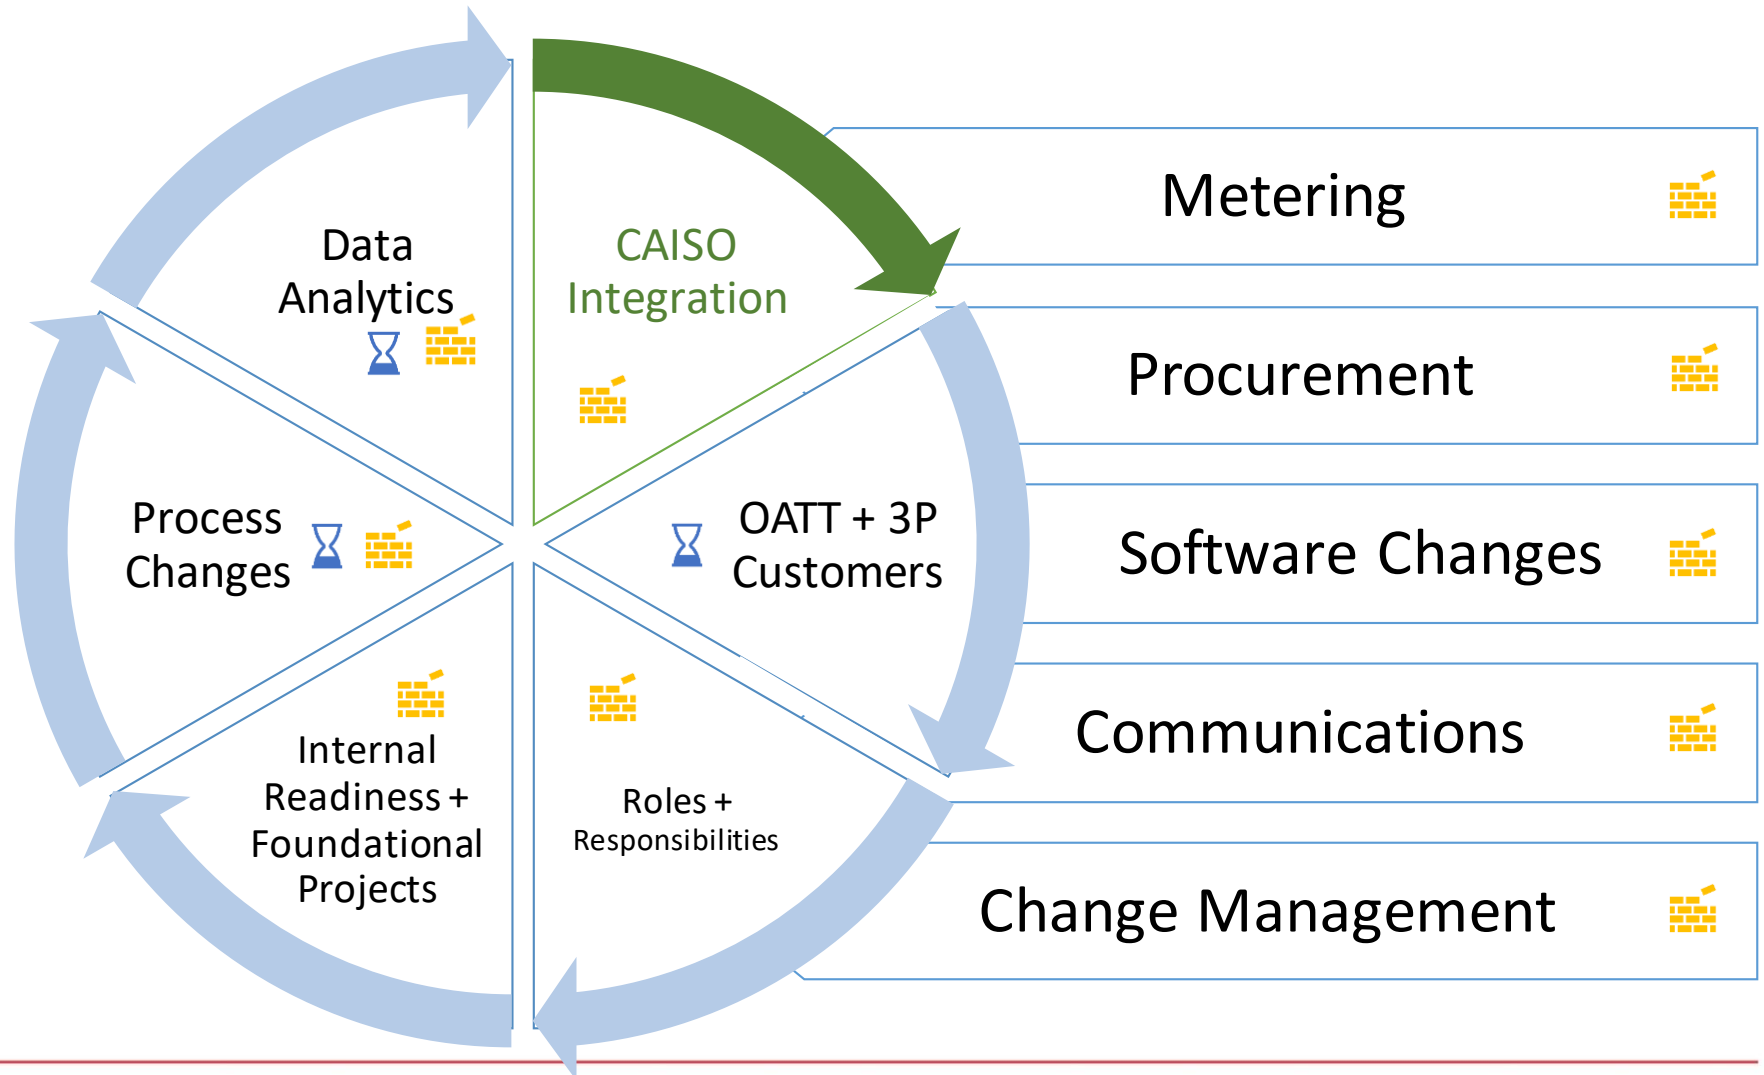 Data
Analytics
CAISO
Integration
OATT + 3P
Customers
Roles +
Responsibilities
Internal
Readiness +
Foundational
Projects
Process
Changes
Metering
Procurement
Software Changes
Communications
Change Management